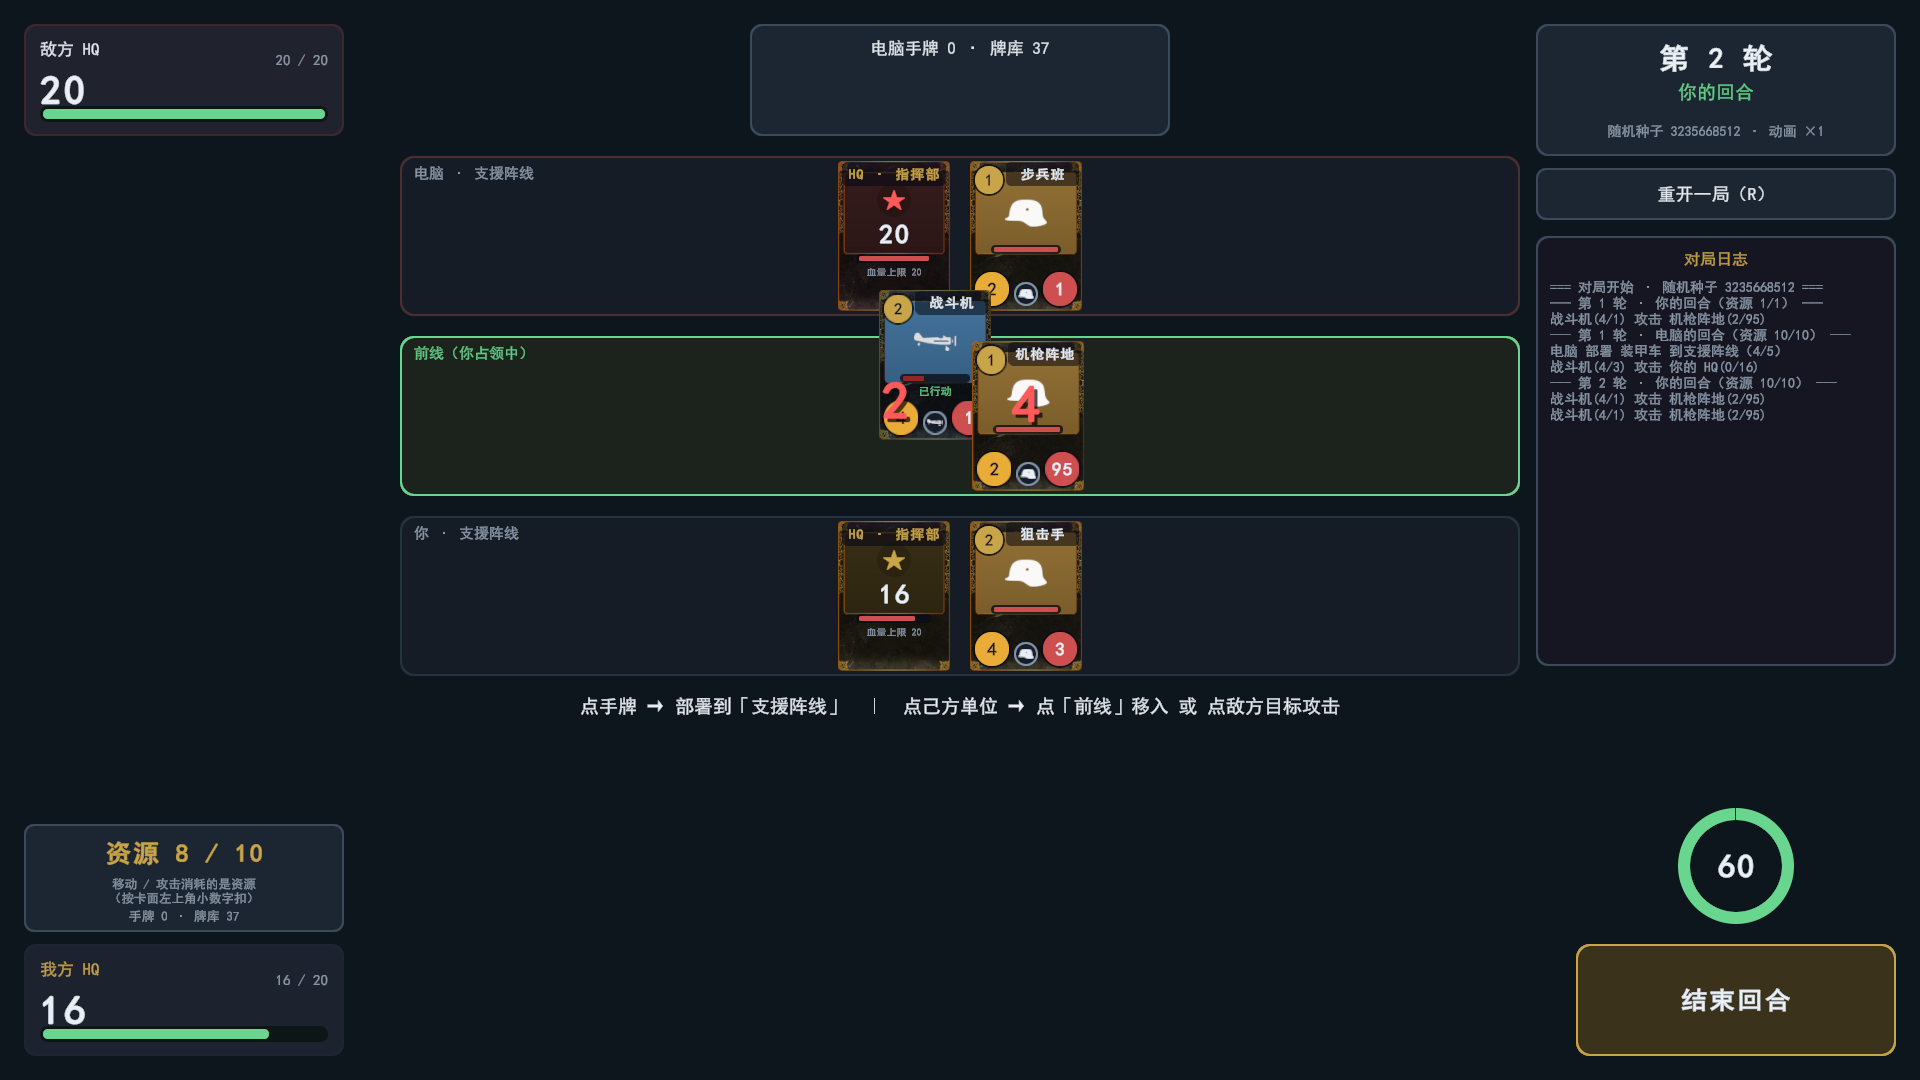 敌方 HQ
20 / 20
20
电脑手牌 0 · 牌库 37
第 2 轮
你的回合
随机种子 3235668512 · 动画 ×1
重开一局（R）
电脑 · 支援阵线
HQ · 指挥部
20
血量上限 20
1
步兵班
2
1
前线（你占领中）
2
战斗机
已行动
2
1
1
机枪阵地
4
2
95
你 · 支援阵线
HQ · 指挥部
16
血量上限 20
2
狙击手
4
3
点手牌 → 部署到「支援阵线」 ｜ 点己方单位 → 点「前线」移入 或 点敌方目标攻击
对局日志
═══ 对局开始 · 随机种子 3235668512 ═══
── 第 1 轮 · 你的回合（资源 1/1） ──
战斗机(4/1) 攻击 机枪阵地(2/95)
── 第 1 轮 · 电脑的回合（资源 10/10） ──
电脑 部署 装甲车 到支援阵线（4/5）
战斗机(4/3) 攻击 你的 HQ(0/16)
── 第 2 轮 · 你的回合（资源 10/10） ──
战斗机(4/1) 攻击 机枪阵地(2/95)
战斗机(4/1) 攻击 机枪阵地(2/95)
资源 8 / 10
移动 / 攻击消耗的是资源
（按卡面左上角小数字扣）
手牌 0 · 牌库 37
我方 HQ
16 / 20
16
60
结束回合